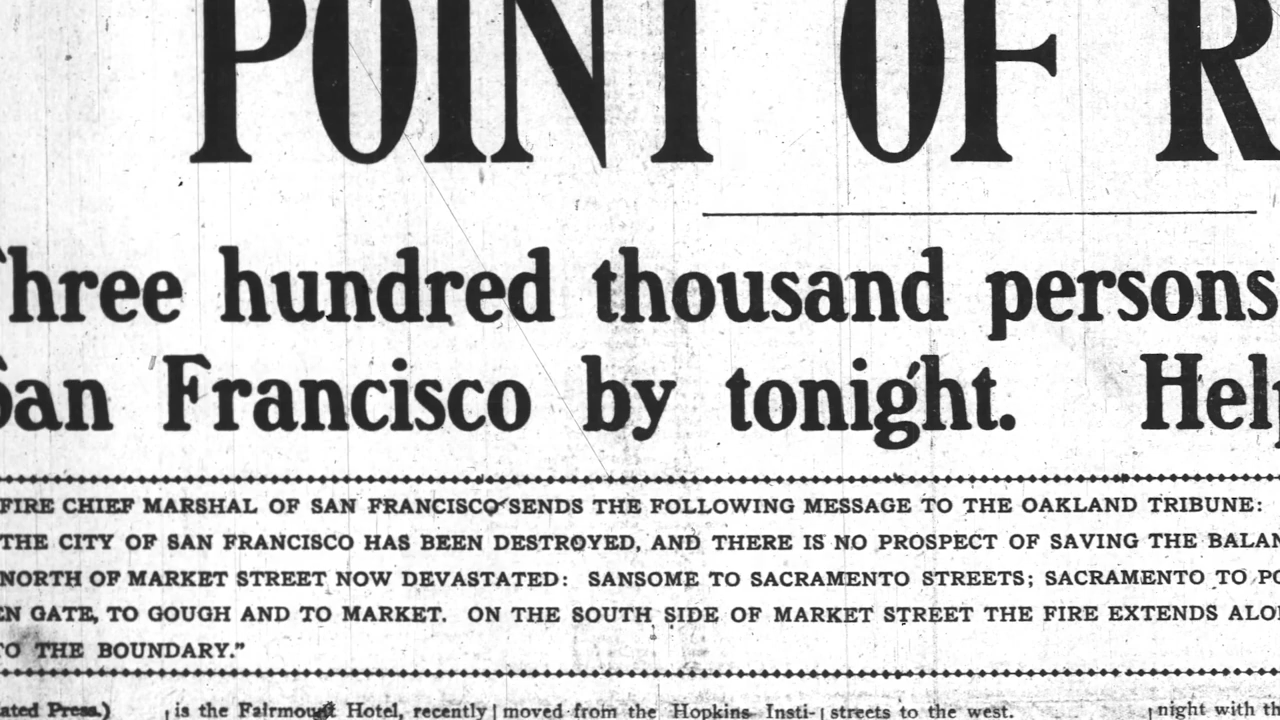 POINT OF R
Three hundred thousand persons
San Francisco by tonight. Help
FIRE CHIEF MARSHAL OF SAN FRANCISCO SENDS THE FOLLOWING MESSAGE TO THE OAKLAND TRIBUNE:
THE CITY OF SAN FRANCISCO HAS BEEN DESTROYED, AND THERE IS NO PROSPECT OF SAVING THE BALAN
NORTH OF MARKET STREET NOW DEVASTATED: SANSOME TO SACRAMENTO STREETS; SACRAMENTO TO PO
EN GATE, TO GOUGH AND TO MARKET. ON THE SOUTH SIDE OF MARKET STREET THE FIRE EXTENDS ALO
TO THE BOUNDARY."
ated Press.) is the Fairmount Hotel, recently moved from the Hopkins Insti- streets to the west. night with th